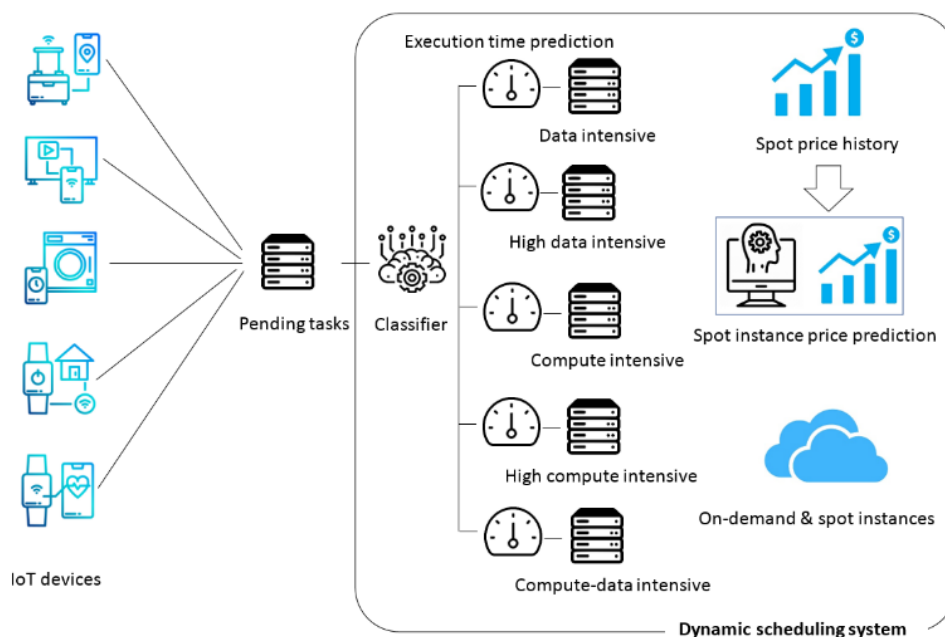 Execution time prediction
Data intensive
Spot price history
High data intensive
Pending tasks
Classifier
Spot instance price prediction
Compute intensive
High compute intensive
On-demand & spot instances
IoT devices
Compute-data intensive
Dynamic scheduling system
$
$